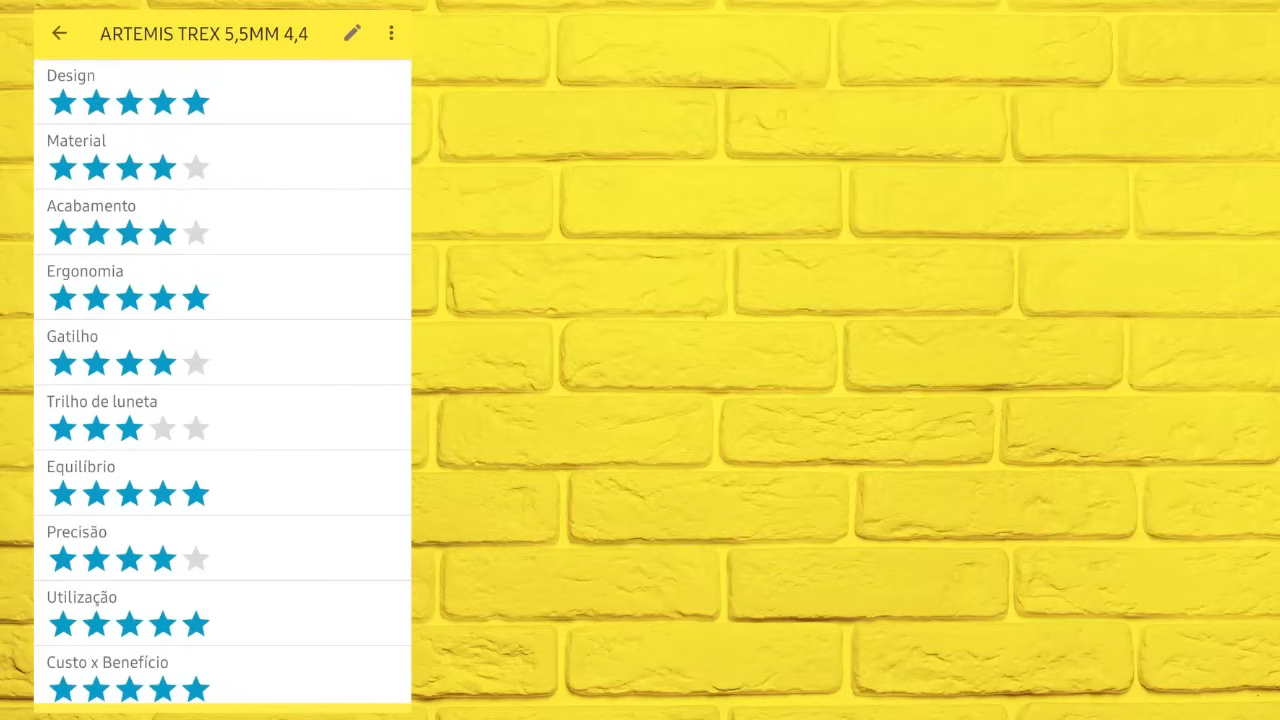 ARTEMIS TREX 5,5MM 4,4
Design
Material
Acabamento
Ergonomia
Gatilho
Trilho de luneta
Equilíbrio
Precisão
Utilização
Custo x Benefício